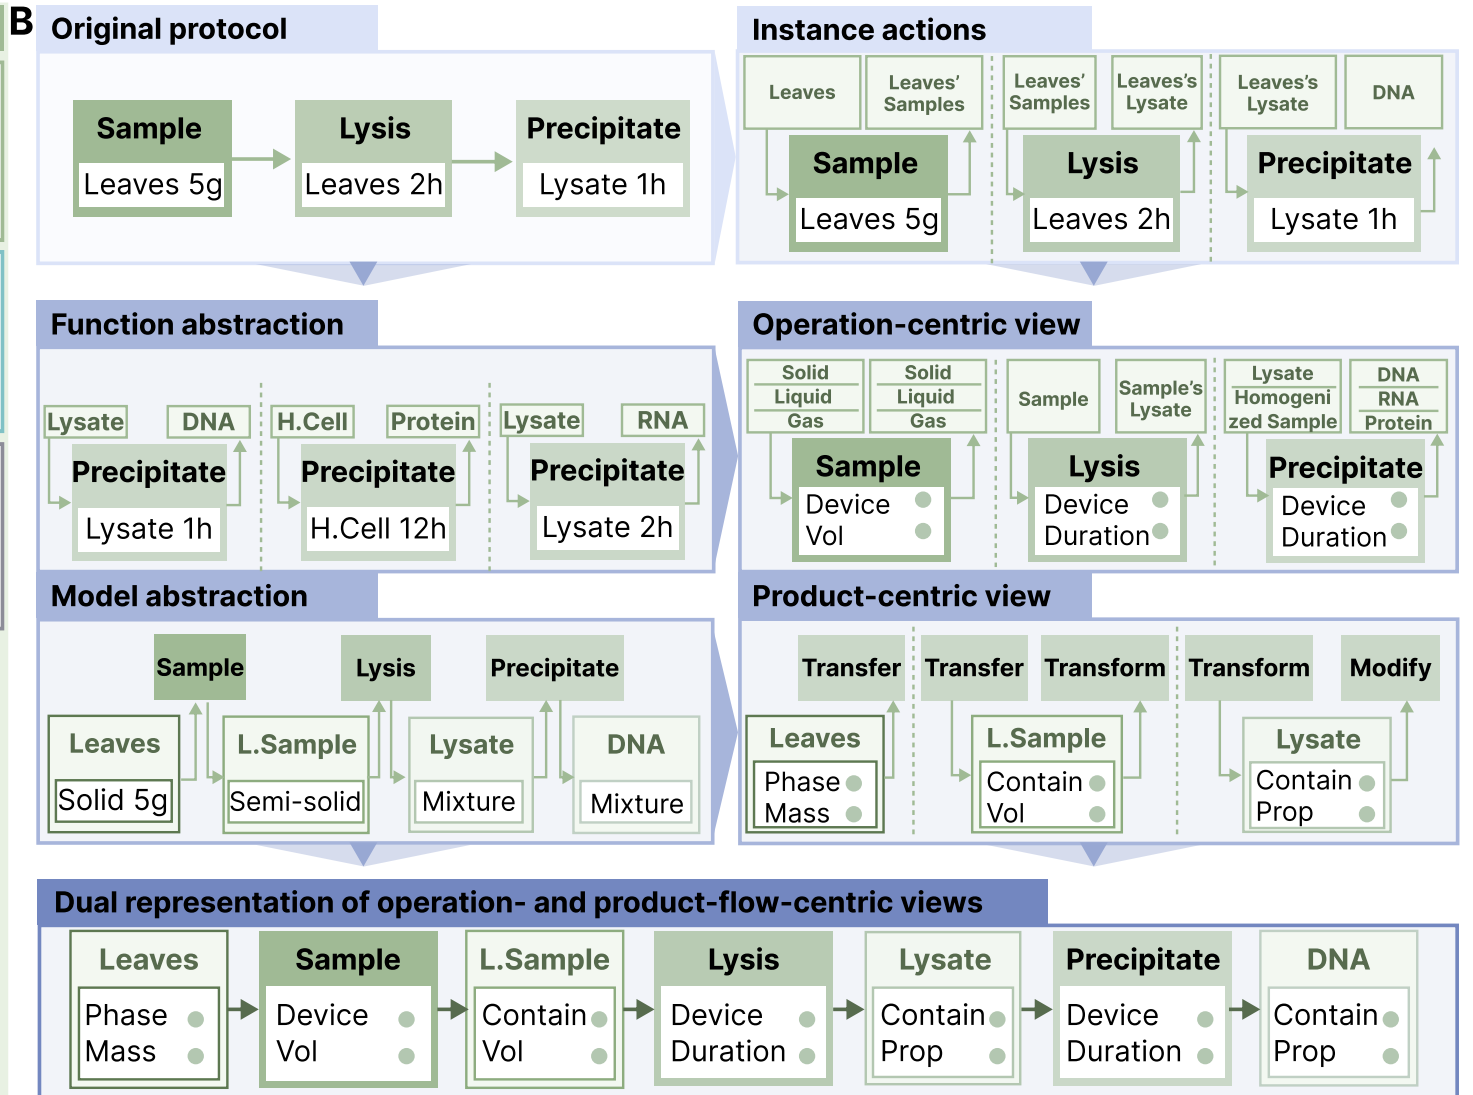 B
Original protocol
Sample
Leaves 5g
Lysis
Leaves 2h
Precipitate
Lysate 1h
Instance actions
Leaves
Leaves'
Samples
Leaves'
Samples
Leaves's
Lysate
Leaves's
Lysate
DNA
Sample
Leaves 5g
Lysis
Leaves 2h
Precipitate
Lysate 1h
Function abstraction
Lysate
DNA
Precipitate
Lysate 1h
H.Cell
Protein
Precipitate
H.Cell 12h
Lysate
RNA
Precipitate
Lysate 2h
Operation-centric view
Solid
Liquid
Gas
Solid
Liquid
Gas
Sample
Device
Vol
Sample
Sample's
Lysate
Lysis
Device
Duration
Lysate
Homogeni
zed Sample
DNA
RNA
Protein
Precipitate
Device
Duration
Model abstraction
Sample
Lysis
Precipitate
Leaves
Solid 5g
L.Sample
Semi-solid
Lysate
Mixture
DNA
Mixture
Product-centric view
Transfer
Leaves
Phase
Mass
Transfer
Transform
L.Sample
Contain
Vol
Transform
Modify
Lysate
Contain
Prop
Dual representation of operation- and product-flow-centric views
Leaves
Phase
Mass
Sample
Device
Vol
L.Sample
Contain
Vol
Lysis
Device
Duration
Lysate
Contain
Prop
Precipitate
Device
Duration
DNA
Contain
Prop